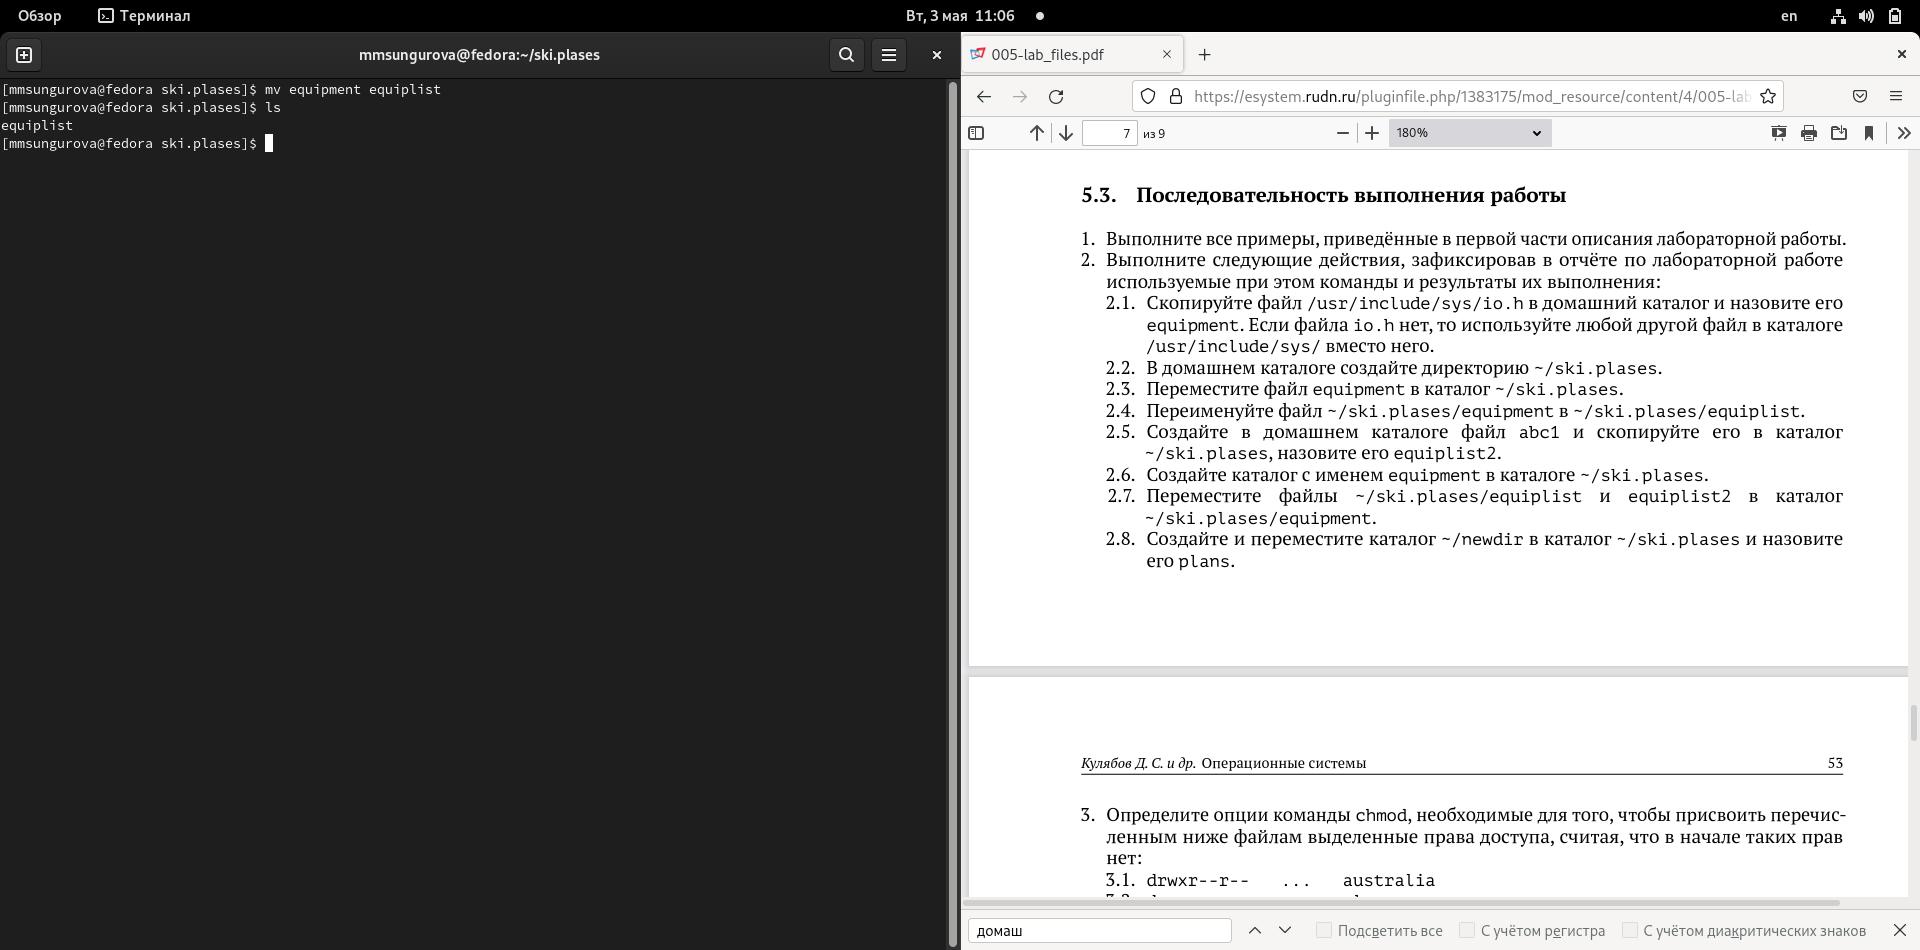 Обзор
Терминал
Вт, 3 мая 11:06
en
mmsungurova@fedora:~/ski.plases
[mmsungurova@fedora ski.plases]$ mv equipment equiplist
[mmsungurova@fedora ski.plases]$ ls
equiplist
[mmsungurova@fedora ski.plases]$
005-lab_files.pdf
https://esystem.rudn.ru/pluginfile.php/1383175/mod_resource/content/4/005-lab
7 из 9
180%
5.3. Последовательность выполнения работы
1. Выполните все примеры, приведённые в первой части описания лабораторной работы.
2. Выполните следующие действия, зафиксировав в отчёте по лабораторной работе
используемые при этом команды и результаты их выполнения:
2.1. Скопируйте файл /usr/include/sys/io.h в домашний каталог и назовите его
equipment. Если файла io.h нет, то используйте любой другой файл в каталоге
/usr/include/sys/ вместо него.
2.2. В домашнем каталоге создайте директорию ~/ski.plases.
2.3. Переместите файл equipment в каталог ~/ski.plases.
2.4. Переименуйте файл ~/ski.plases/equipment в ~/ski.plases/equiplist.
2.5. Создайте в домашнем каталоге файл abc1 и скопируйте его в каталог
~/ski.plases, назовите его equiplist2.
2.6. Создайте каталог с именем equipment в каталоге ~/ski.plases.
2.7. Переместите файлы ~/ski.plases/equiplist и equiplist2 в каталог
~/ski.plases/equipment.
2.8. Создайте и переместите каталог ~/newdir в каталог ~/ski.plases и назовите
его plans.
Кулябов Д. С. и др. Операционные системы 53
3. Определите опции команды chmod, необходимые для того, чтобы присвоить перечис-
ленным ниже файлам выделенные права доступа, считая, что в начале таких прав
нет:
3.1. drwxr--r-- ... australia
домаш
Подсветить все
С учётом регистра
С учётом диакритических знаков